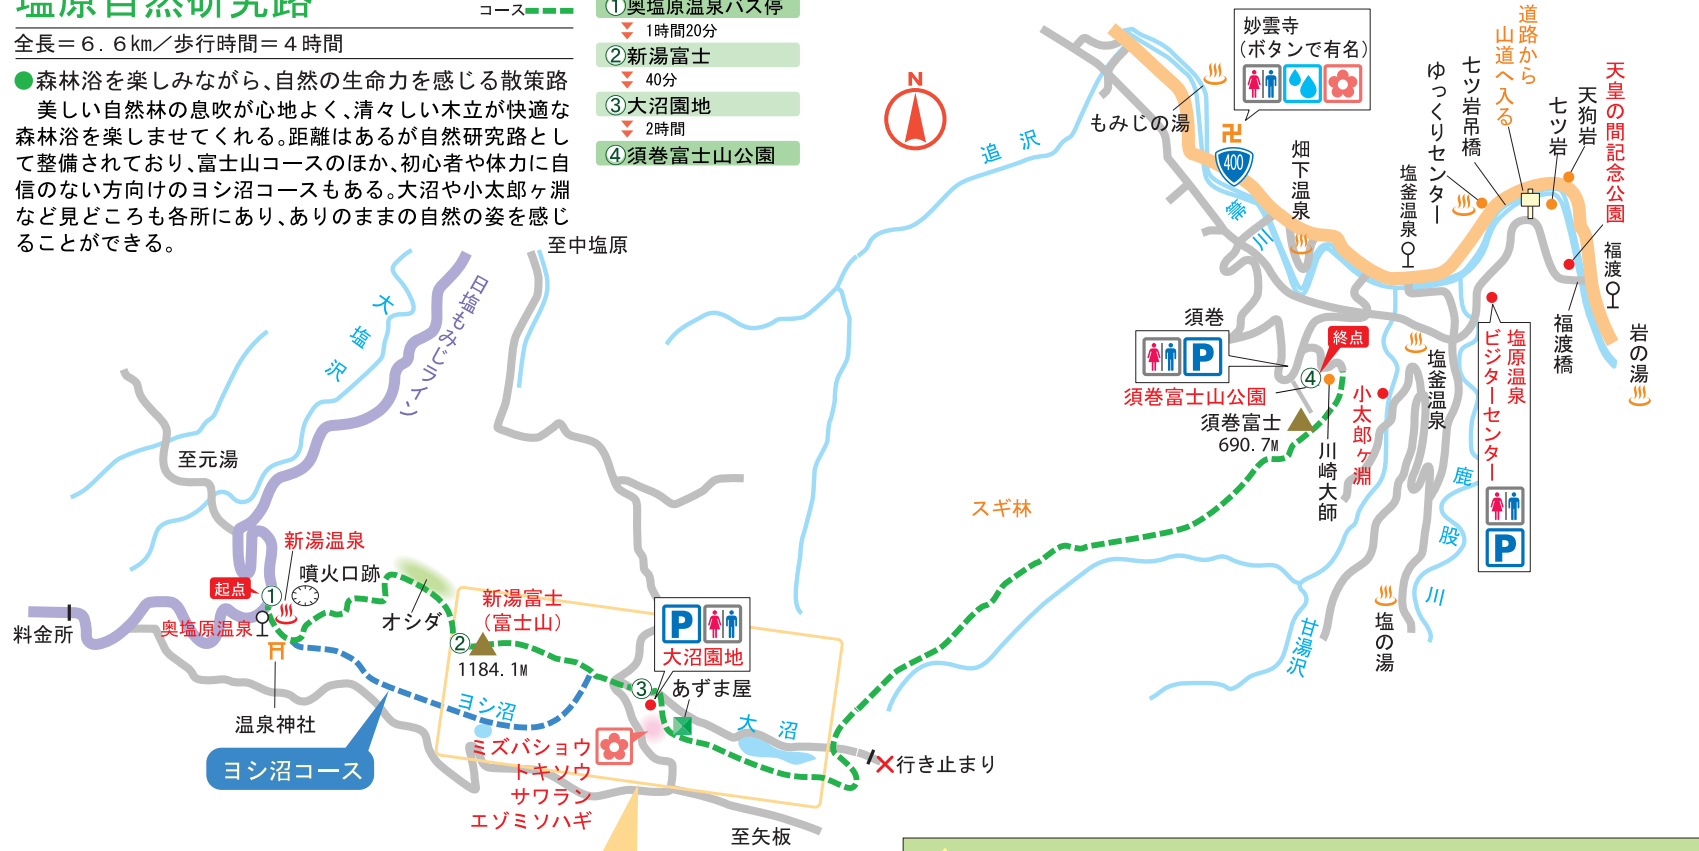 塩原自然研究路
コース
全長＝６.６km／歩行時間＝４時間
●森林浴を楽しみながら、自然の生命力を感じる散策路
　美しい自然林の息吹が心地よく、清々しい木立が快適な
森林浴を楽しませてくれる。距離はあるが自然研究路とし
て整備されており、富士山コースのほか、初心者や体力に自
信のない方向けのヨシ沼コースもある。大沼や小太郎ヶ淵
など見どころも各所にあり、ありのままの自然の姿を感じ
ることができる。
①奥塩原温泉バス停
1時間20分
②新湯富士
40分
③大沼園地
2時間
④須巻富士山公園
N
至中塩原
大塩沢
日塩もみじライン
至元湯
新湯温泉
噴火口跡
起点
①
奥塩原温泉
料金所
温泉神社
オシダ
新湯富士
（富士山）
②
1184.1M
ヨシ沼
ヨシ沼コース
P
大沼園地
③
あずま屋
大沼
ミズバショウ
トキソウ
サワラン
エゾミソハギ
行き止まり
至矢板
スギ林
追沢
もみじの湯
妙雲寺
(ボタンで有名)
卍
400
箒川
畑下温泉
塩釜温泉
ゆっくりセンター
七ツ岩吊橋
道路から
山道へ入る
七ツ岩
天狗岩
天皇の間記念公園
福渡
福渡橋
岩の湯
須巻
P
終点
④
須巻富士山公園
須巻富士
690.7M
川崎大師
小太郎ヶ淵
塩釜温泉
塩原温泉
ビジターセンター
P
鹿股川
塩の湯
甘湯沢